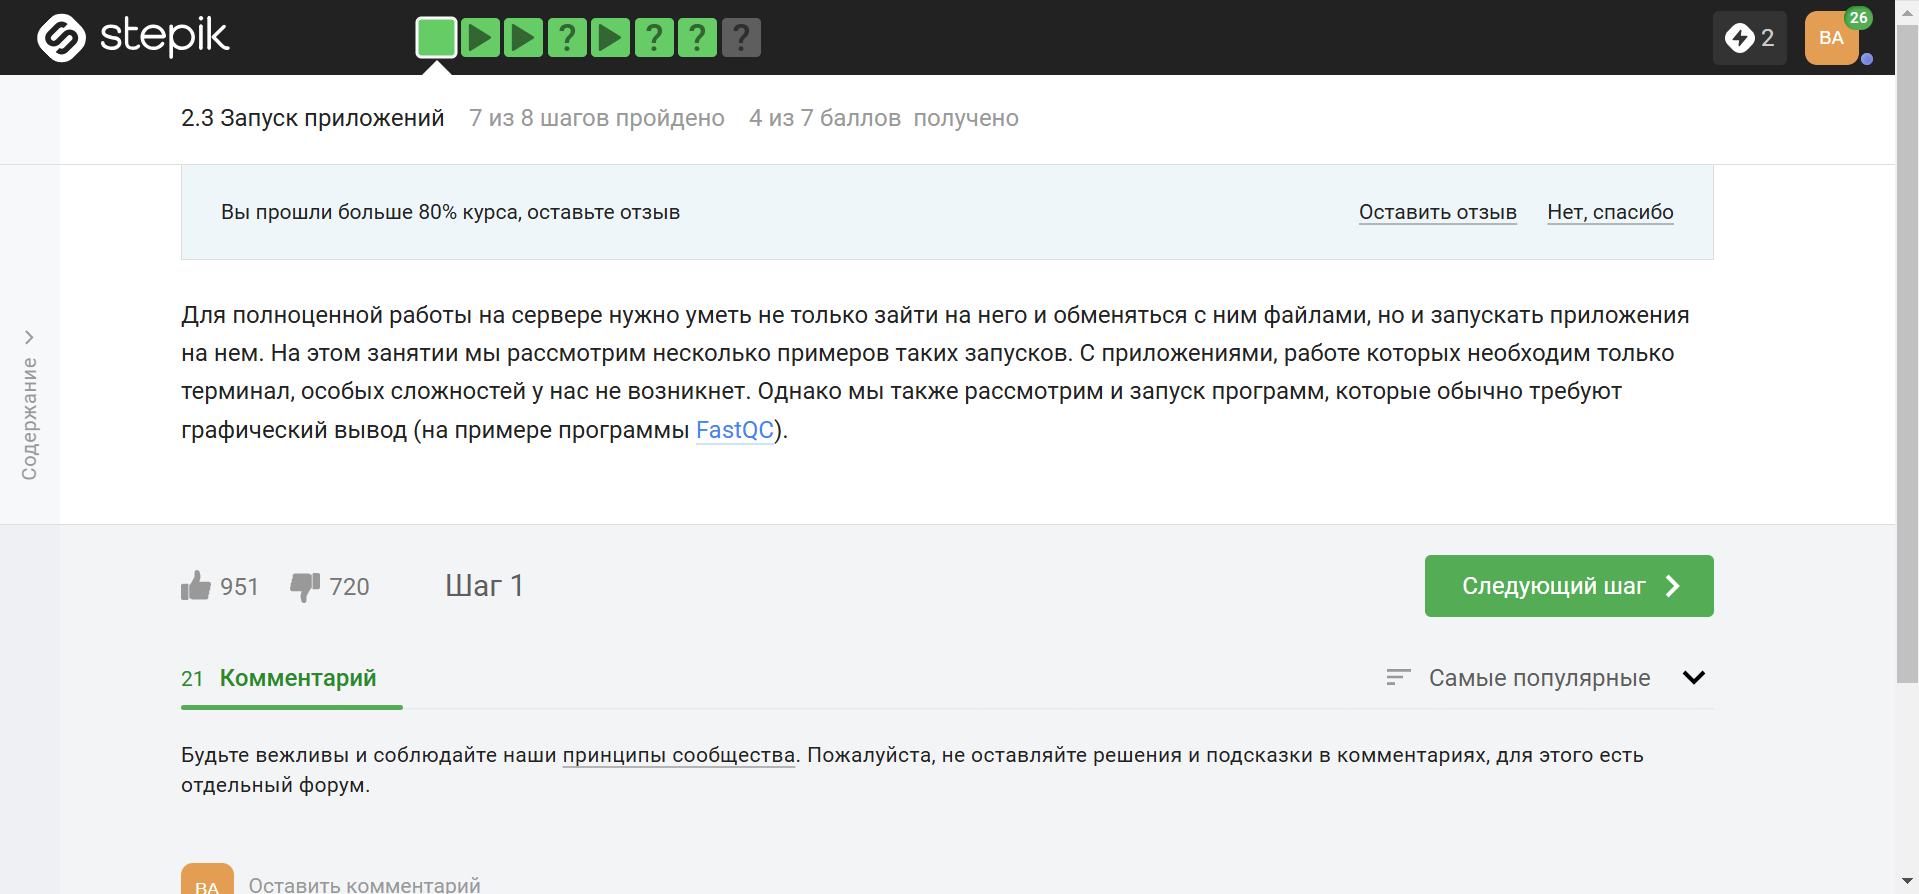 stepik
?
?
?
?
2
BA
26
2.3 Запуск приложений 7 из 8 шагов пройдено 4 из 7 баллов получено
Вы прошли больше 80% курса, оставьте отзыв
Оставить отзыв
Нет, спасибо
Содержание
Для полноценной работы на сервере нужно уметь не только зайти на него и обменяться с ним файлами, но и запускать приложения
на нем. На этом занятии мы рассмотрим несколько примеров таких запусков. С приложениями, работе которых необходим только
терминал, особых сложностей у нас не возникнет. Однако мы также рассмотрим и запуск программ, которые обычно требуют
графический вывод (на примере программы FastQC).
951
720
Шаг 1
Следующий шаг
21 Комментарий
Самые популярные
Будьте вежливы и соблюдайте наши принципы сообщества. Пожалуйста, не оставляйте решения и подсказки в комментариях, для этого есть
отдельный форум.
BA
Оставить комментарий